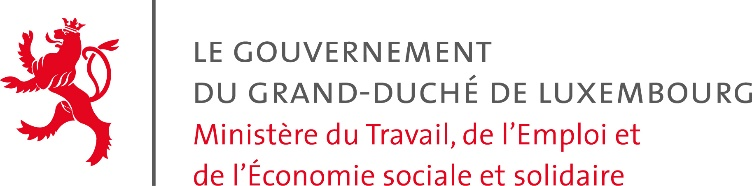 LE GOUVERNEMENT
DU GRAND-DUCHÉ DE LUXEMBOURG
Ministère du Travail, de l'Emploi et
de l'Économie sociale et solidaire